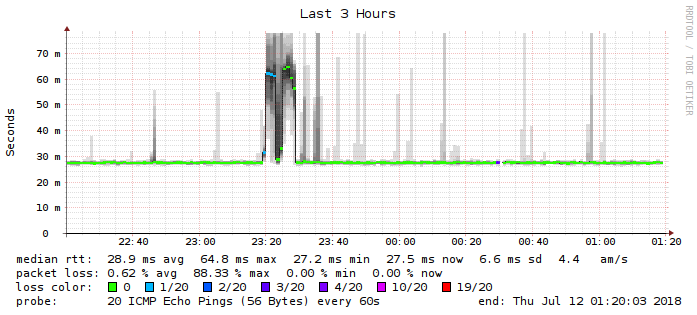 Last 3 Hours
RRDTOOL / TOBI OETIKER
Seconds
70 m
60 m
50 m
40 m
30 m
20 m
10 m
0
22:40 23:00 23:20 23:40 00:00 00:20 00:40 01:00 01:20
median rtt: 28.9 ms avg 64.8 ms max 27.2 ms min 27.5 ms now 6.6 ms sd 4.4 am/s
packet loss: 0.62 % avg 88.33 % max 0.00 % min 0.00 % now
loss color: 0 1/20 2/20 3/20 4/20 10/20 19/20
probe: 20 ICMP Echo Pings (56 Bytes) every 60s end: Thu Jul 12 01:20:03 2018